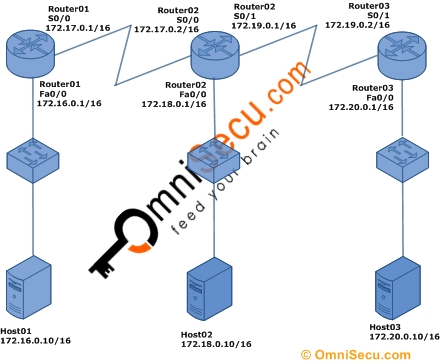 Router01
S0/0
172.17.0.1/16
Router02
S0/0
172.17.0.2/16
Router02
S0/1
172.19.0.1/16
Router03
S0/1
172.19.0.2/16
Router01
Fa0/0
172.16.0.1/16
Router02
Fa0/0
172.18.0.1/16
Router03
Fa0/0
172.20.0.1/16
OmniSecu.com
feed your brain
Host01
172.16.0.10/16
Host02
172.18.0.10/16
Host03
172.20.0.10/16
© OmniSecu.com